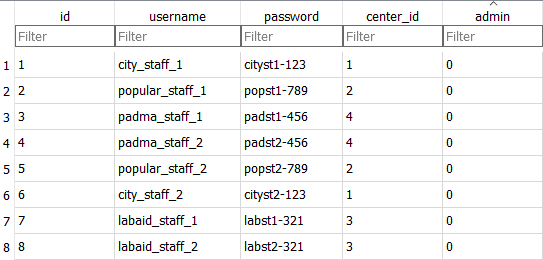 id username password center_id admin
Filter Filter Filter Filter Filter
1 1 city_staff_1 cityst1-123 1 0
2 2 popular_staff_1 popst1-789 2 0
3 3 padma_staff_1 padst1-456 4 0
4 4 padma_staff_2 padst2-456 4 0
5 5 popular_staff_2 popst2-789 2 0
6 6 city_staff_2 cityst2-123 1 0
7 7 labaid_staff_1 labst1-321 3 0
8 8 labaid_staff_2 labst2-321 3 0